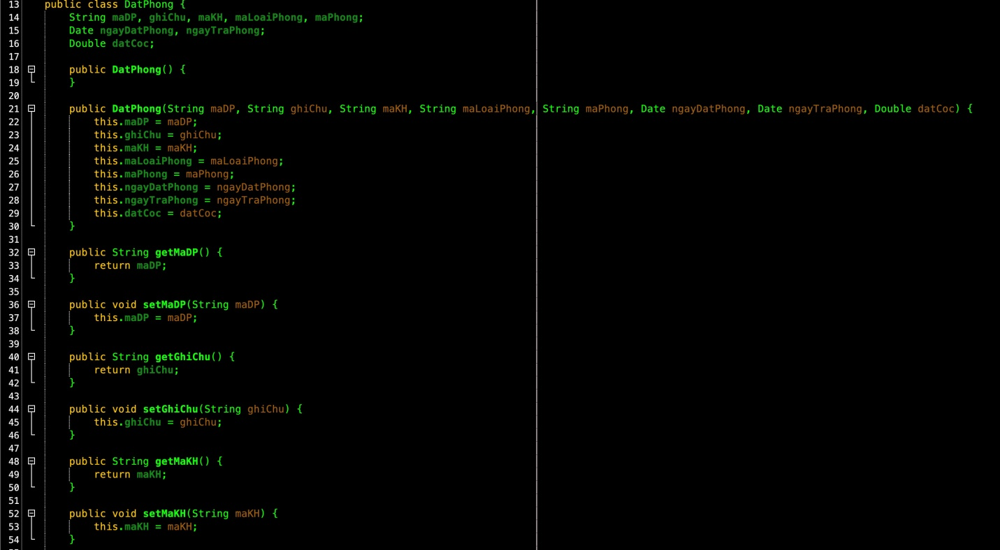 13 public class DatPhong {
14     String maDP, ghiChu, maKH, maLoaiPhong, maPhong;
15     Date ngayDatPhong, ngayTraPhong;
16     Double datCoc;
17
18     public DatPhong() {
19     }
20
21     public DatPhong(String maDP, String ghiChu, String maKH, String maLoaiPhong, String maPhong, Date ngayDatPhong, Date ngayTraPhong, Double datCoc) {
22         this.maDP = maDP;
23         this.ghiChu = ghiChu;
24         this.maKH = maKH;
25         this.maLoaiPhong = maLoaiPhong;
26         this.maPhong = maPhong;
27         this.ngayDatPhong = ngayDatPhong;
28         this.ngayTraPhong = ngayTraPhong;
29         this.datCoc = datCoc;
30     }
31
32     public String getMaDP() {
33         return maDP;
34     }
35
36     public void setMaDP(String maDP) {
37         this.maDP = maDP;
38     }
39
40     public String getGhiChu() {
41         return ghiChu;
42     }
43
44     public void setGhiChu(String ghiChu) {
45         this.ghiChu = ghiChu;
46     }
47
48     public String getMaKH() {
49         return maKH;
50     }
51
52     public void setMaKH(String maKH) {
53         this.maKH = maKH;
54     }